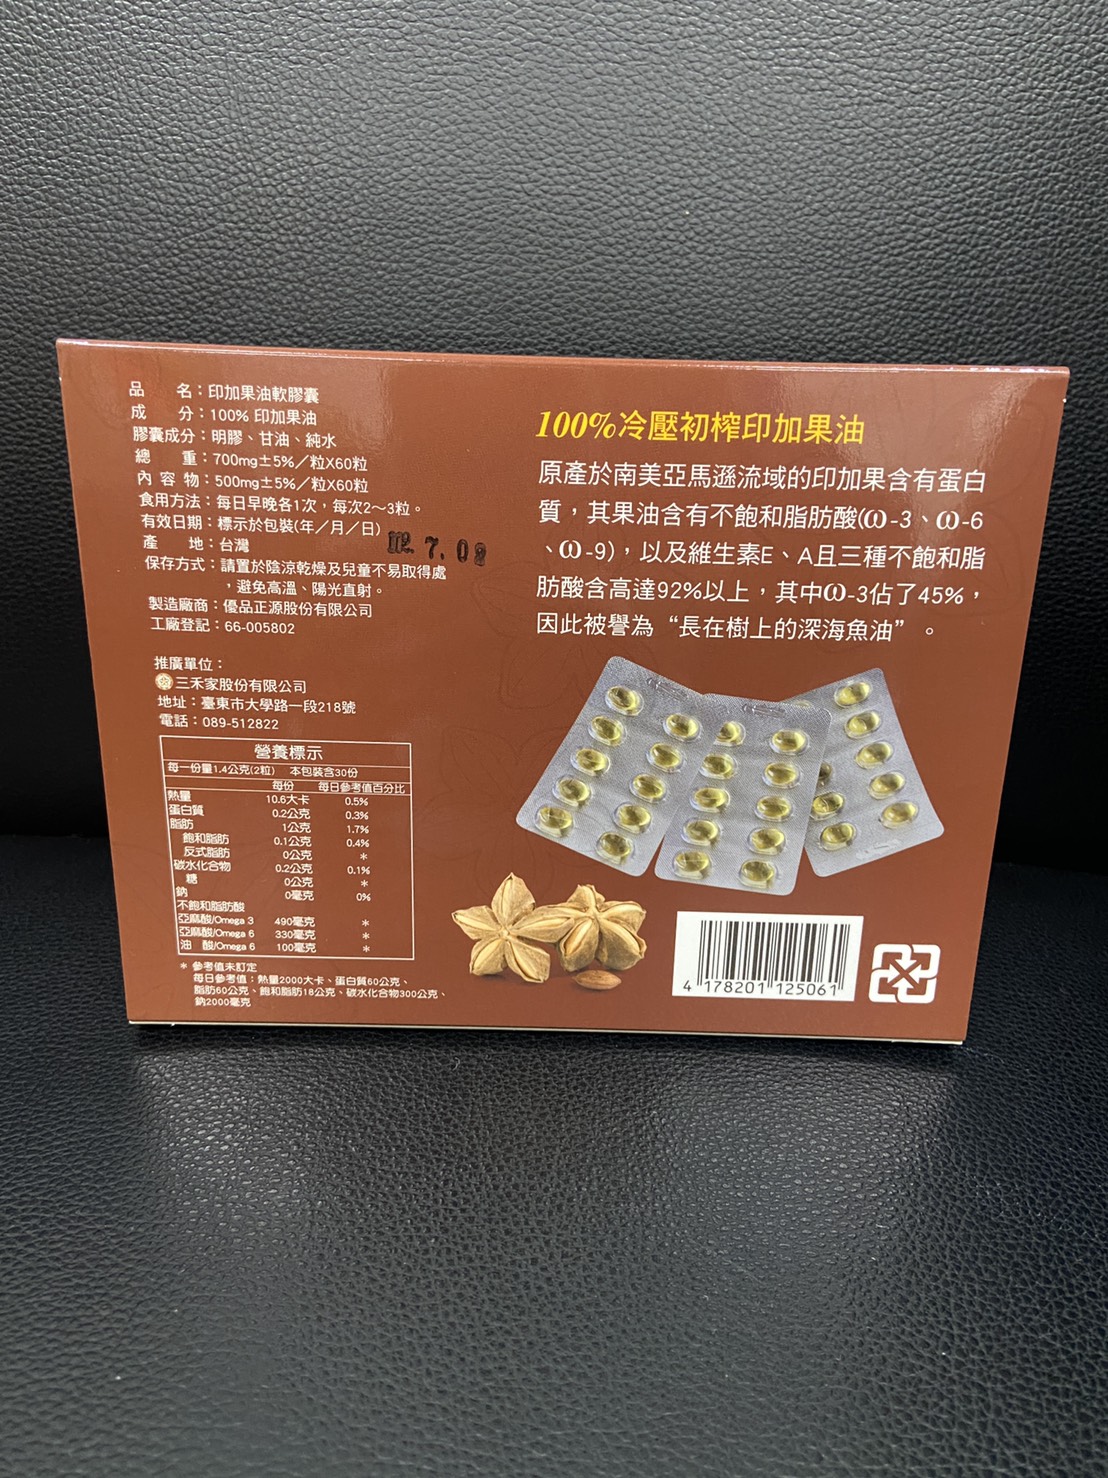 品　　名：印加果油軟膠囊
成　　分：100% 印加果油
膠囊成分：明膠、甘油、純水
總　　重：700mg±5%／粒X60粒
內 容 物：500mg±5%／粒X60粒
食用方法：每日早晚各1次，每次2～3粒。
有效日期：標示於包裝(年／月／日)
112. 7. 08
產　　地：台灣
保存方式：請置於陰涼乾燥及兒童不易取得處
，避免高溫、陽光直射。
製造廠商：優品正源股份有限公司
工廠登記：66-005802
推廣單位：
三禾家股份有限公司
地址：臺東市大學路一段218號
電話：089-512822
營養標示
每一份量1.4公克(2粒)　本包裝含30份
每份　每日參考值百分比
熱量　10.6大卡　0.5%
蛋白質　0.2公克　0.3%
脂肪　1公克　1.7%
飽和脂肪　0.1公克　0.4%
反式脂肪　0公克　*
碳水化合物　0.2公克　0.1%
糖　0公克　*
鈉　0毫克　0%
不飽和脂肪酸
亞麻酸/Omega 3　490毫克　*
亞麻酸/Omega 6　330毫克　*
油　酸/Omega 6　100毫克　*
* 參考值未訂定
每日參考值：熱量2000大卡、蛋白質60公克、
脂肪60公克、飽和脂肪18公克、碳水化合物300公克、
鈉2000毫克
100%冷壓初榨印加果油
原產於南美亞馬遜流域的印加果含有蛋白
質，其果油含有不飽和脂肪酸(ω-3、ω-6
、ω-9)，以及維生素E、A且三種不飽和脂
肪酸含高達92%以上，其中ω-3佔了45%，
因此被譽為“長在樹上的深海魚油”。
4 178201 125061